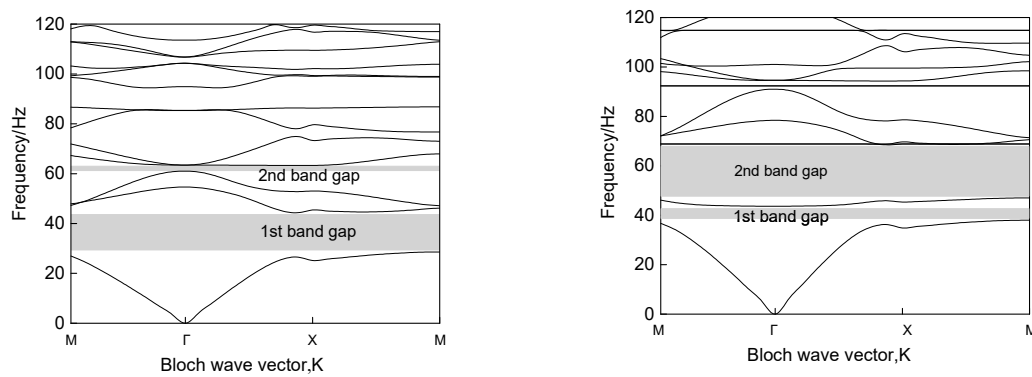 120
100
80
60
40
20
0
Frequency/Hz
2nd band gap
1st band gap
M Γ X M
Bloch wave vector,K
120
100
80
60
40
20
0
Frequency/Hz
2nd band gap
1st band gap
M Γ X M
Bloch wave vector,K